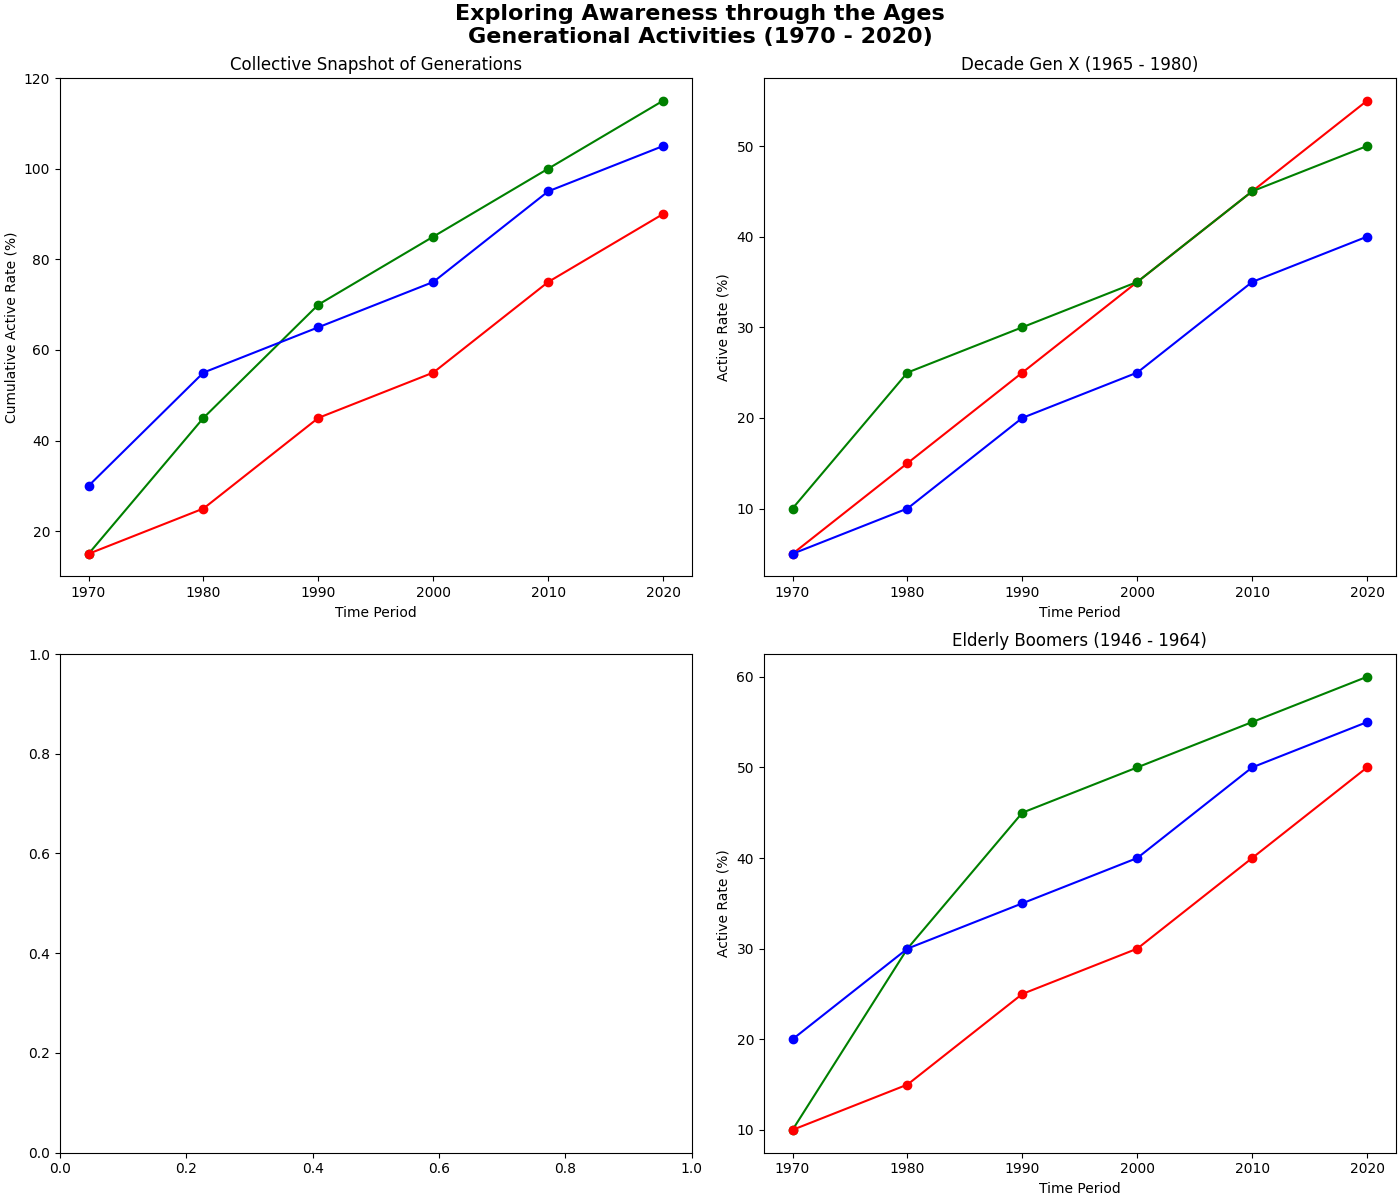 Exploring Awareness through the Ages
Generational Activities (1970 - 2020)
Collective Snapshot of Generations
120
100
80
60
40
20
Cumulative Active Rate (%)
1970 1980 1990 2000 2010 2020
Time Period
Decade Gen X (1965 - 1980)
50
40
30
20
10
Active Rate (%)
1970 1980 1990 2000 2010 2020
Time Period
1.0
0.8
0.6
0.4
0.2
0.0
0.0 0.2 0.4 0.6 0.8 1.0
Elderly Boomers (1946 - 1964)
60
50
40
30
20
10
Active Rate (%)
1970 1980 1990 2000 2010 2020
Time Period